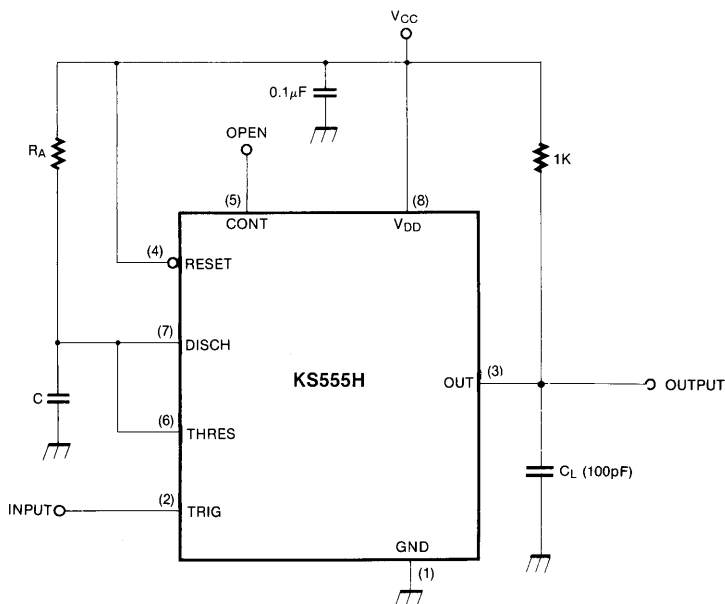 VCC
0.1µF
OPEN
RA
1K
(5)
(8)
CONT
VDD
(4)
RESET
(7)
DISCH
KS555H
OUT
(3)
OUTPUT
C
(6)
THRES
CL (100pF)
INPUT
(2)
TRIG
GND
(1)